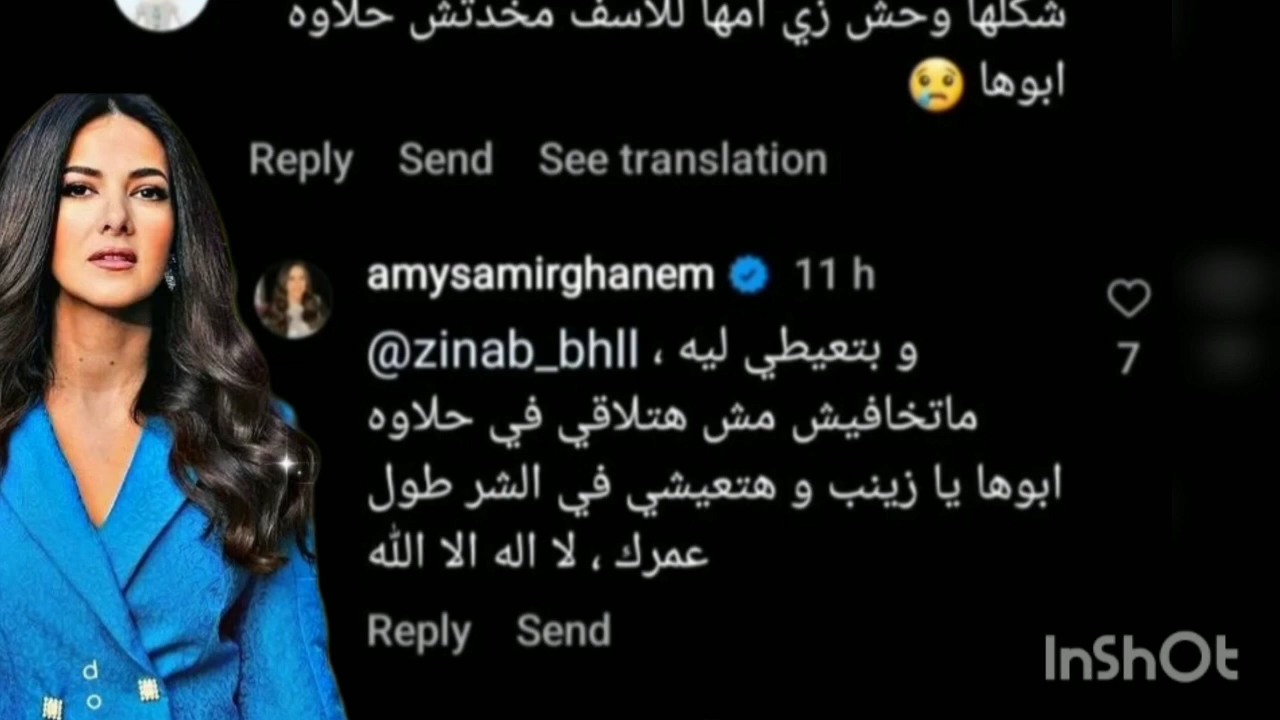 شكلها وحش زي امها للاسف مخدتش حلاوه
ابوها 😢
Reply Send See translation
amysamirghanem 11 h
@zinab_bhll ، و بتعيطي ليه
ماتخافيش مش هتلاقي في حلاوه
ابوها يا زينب و هتعيشي في الشر طول
عمرك ، لا اله الا الله
7
Reply Send
d
o
InShOt